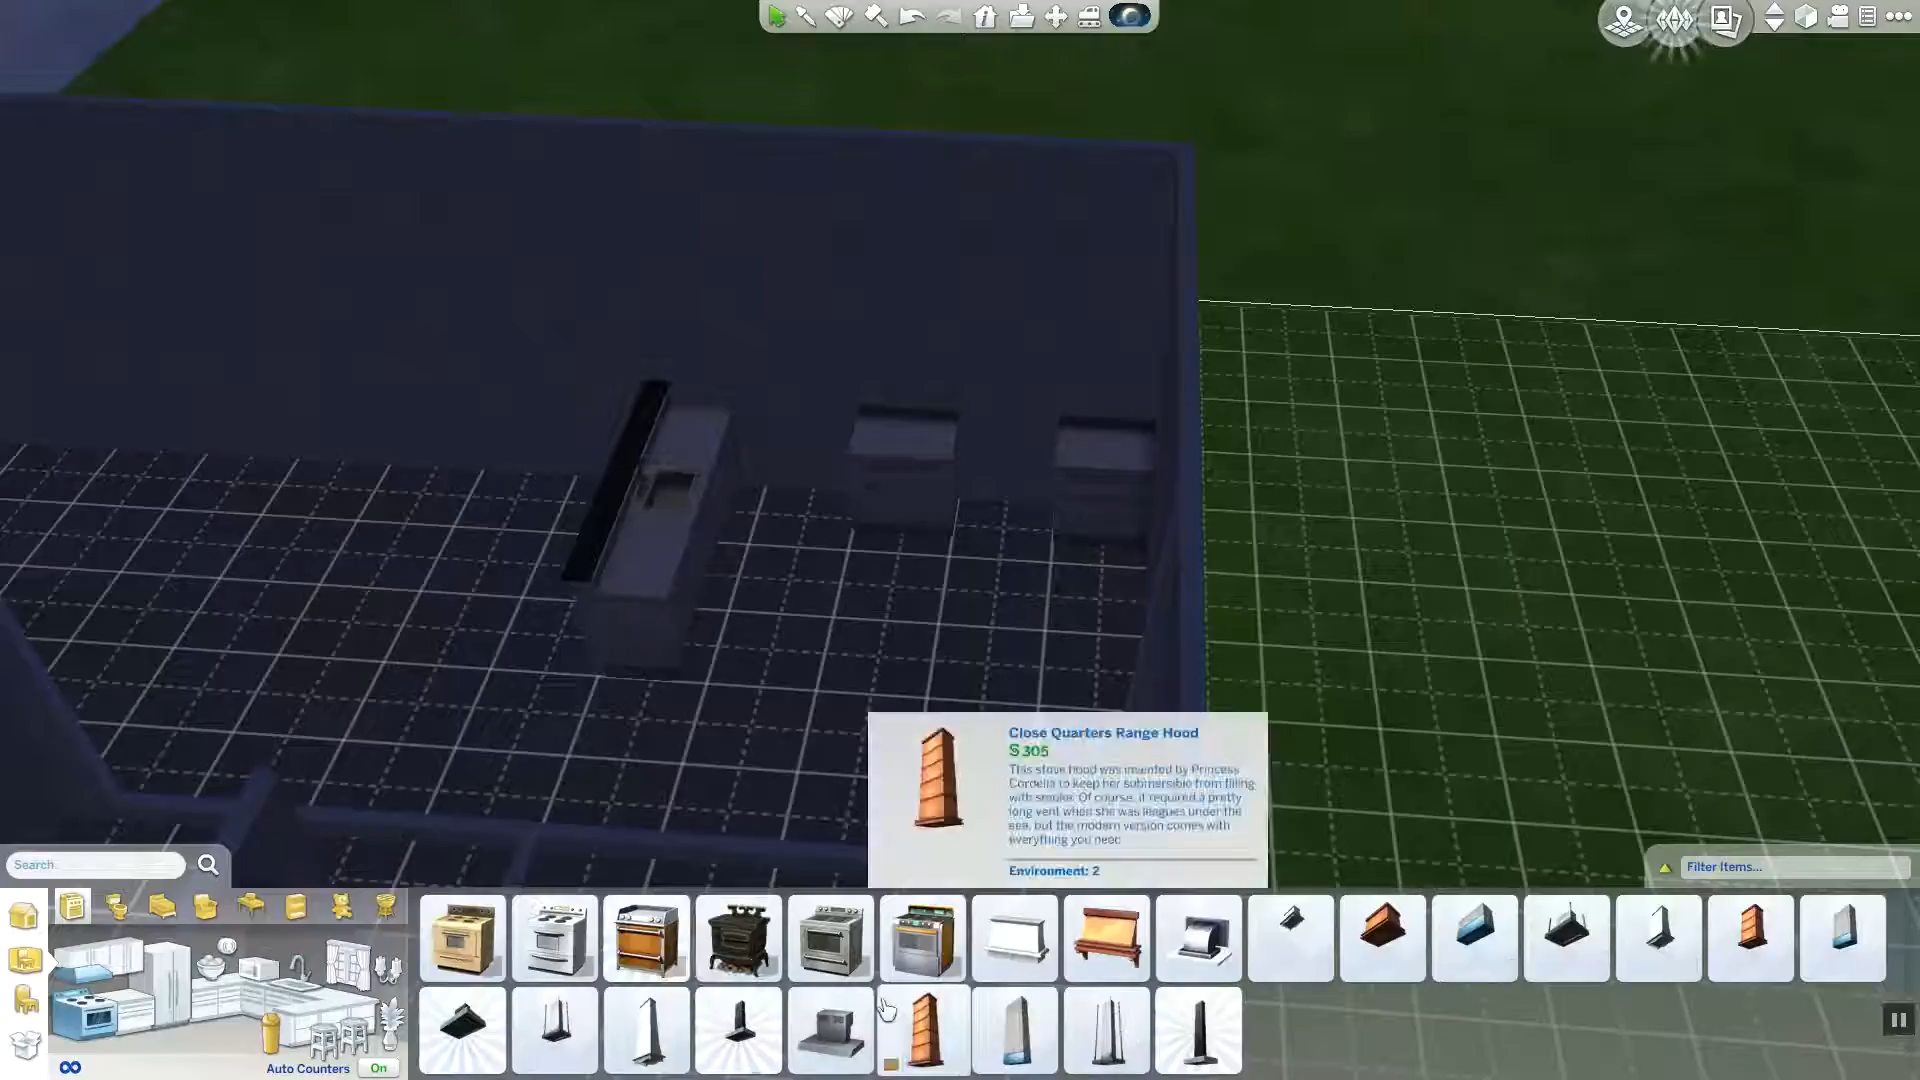 Close Quarters Range Hood
§305
This stove hood was invented by Princess
Cordelia to keep her submersible from filling
with smoke. Of course, it required a pretty
long vent when she was leagues under the
sea, but the modern version comes with
everything you need.
Environment: 2
Search...
Filter Items...
Auto Counters On